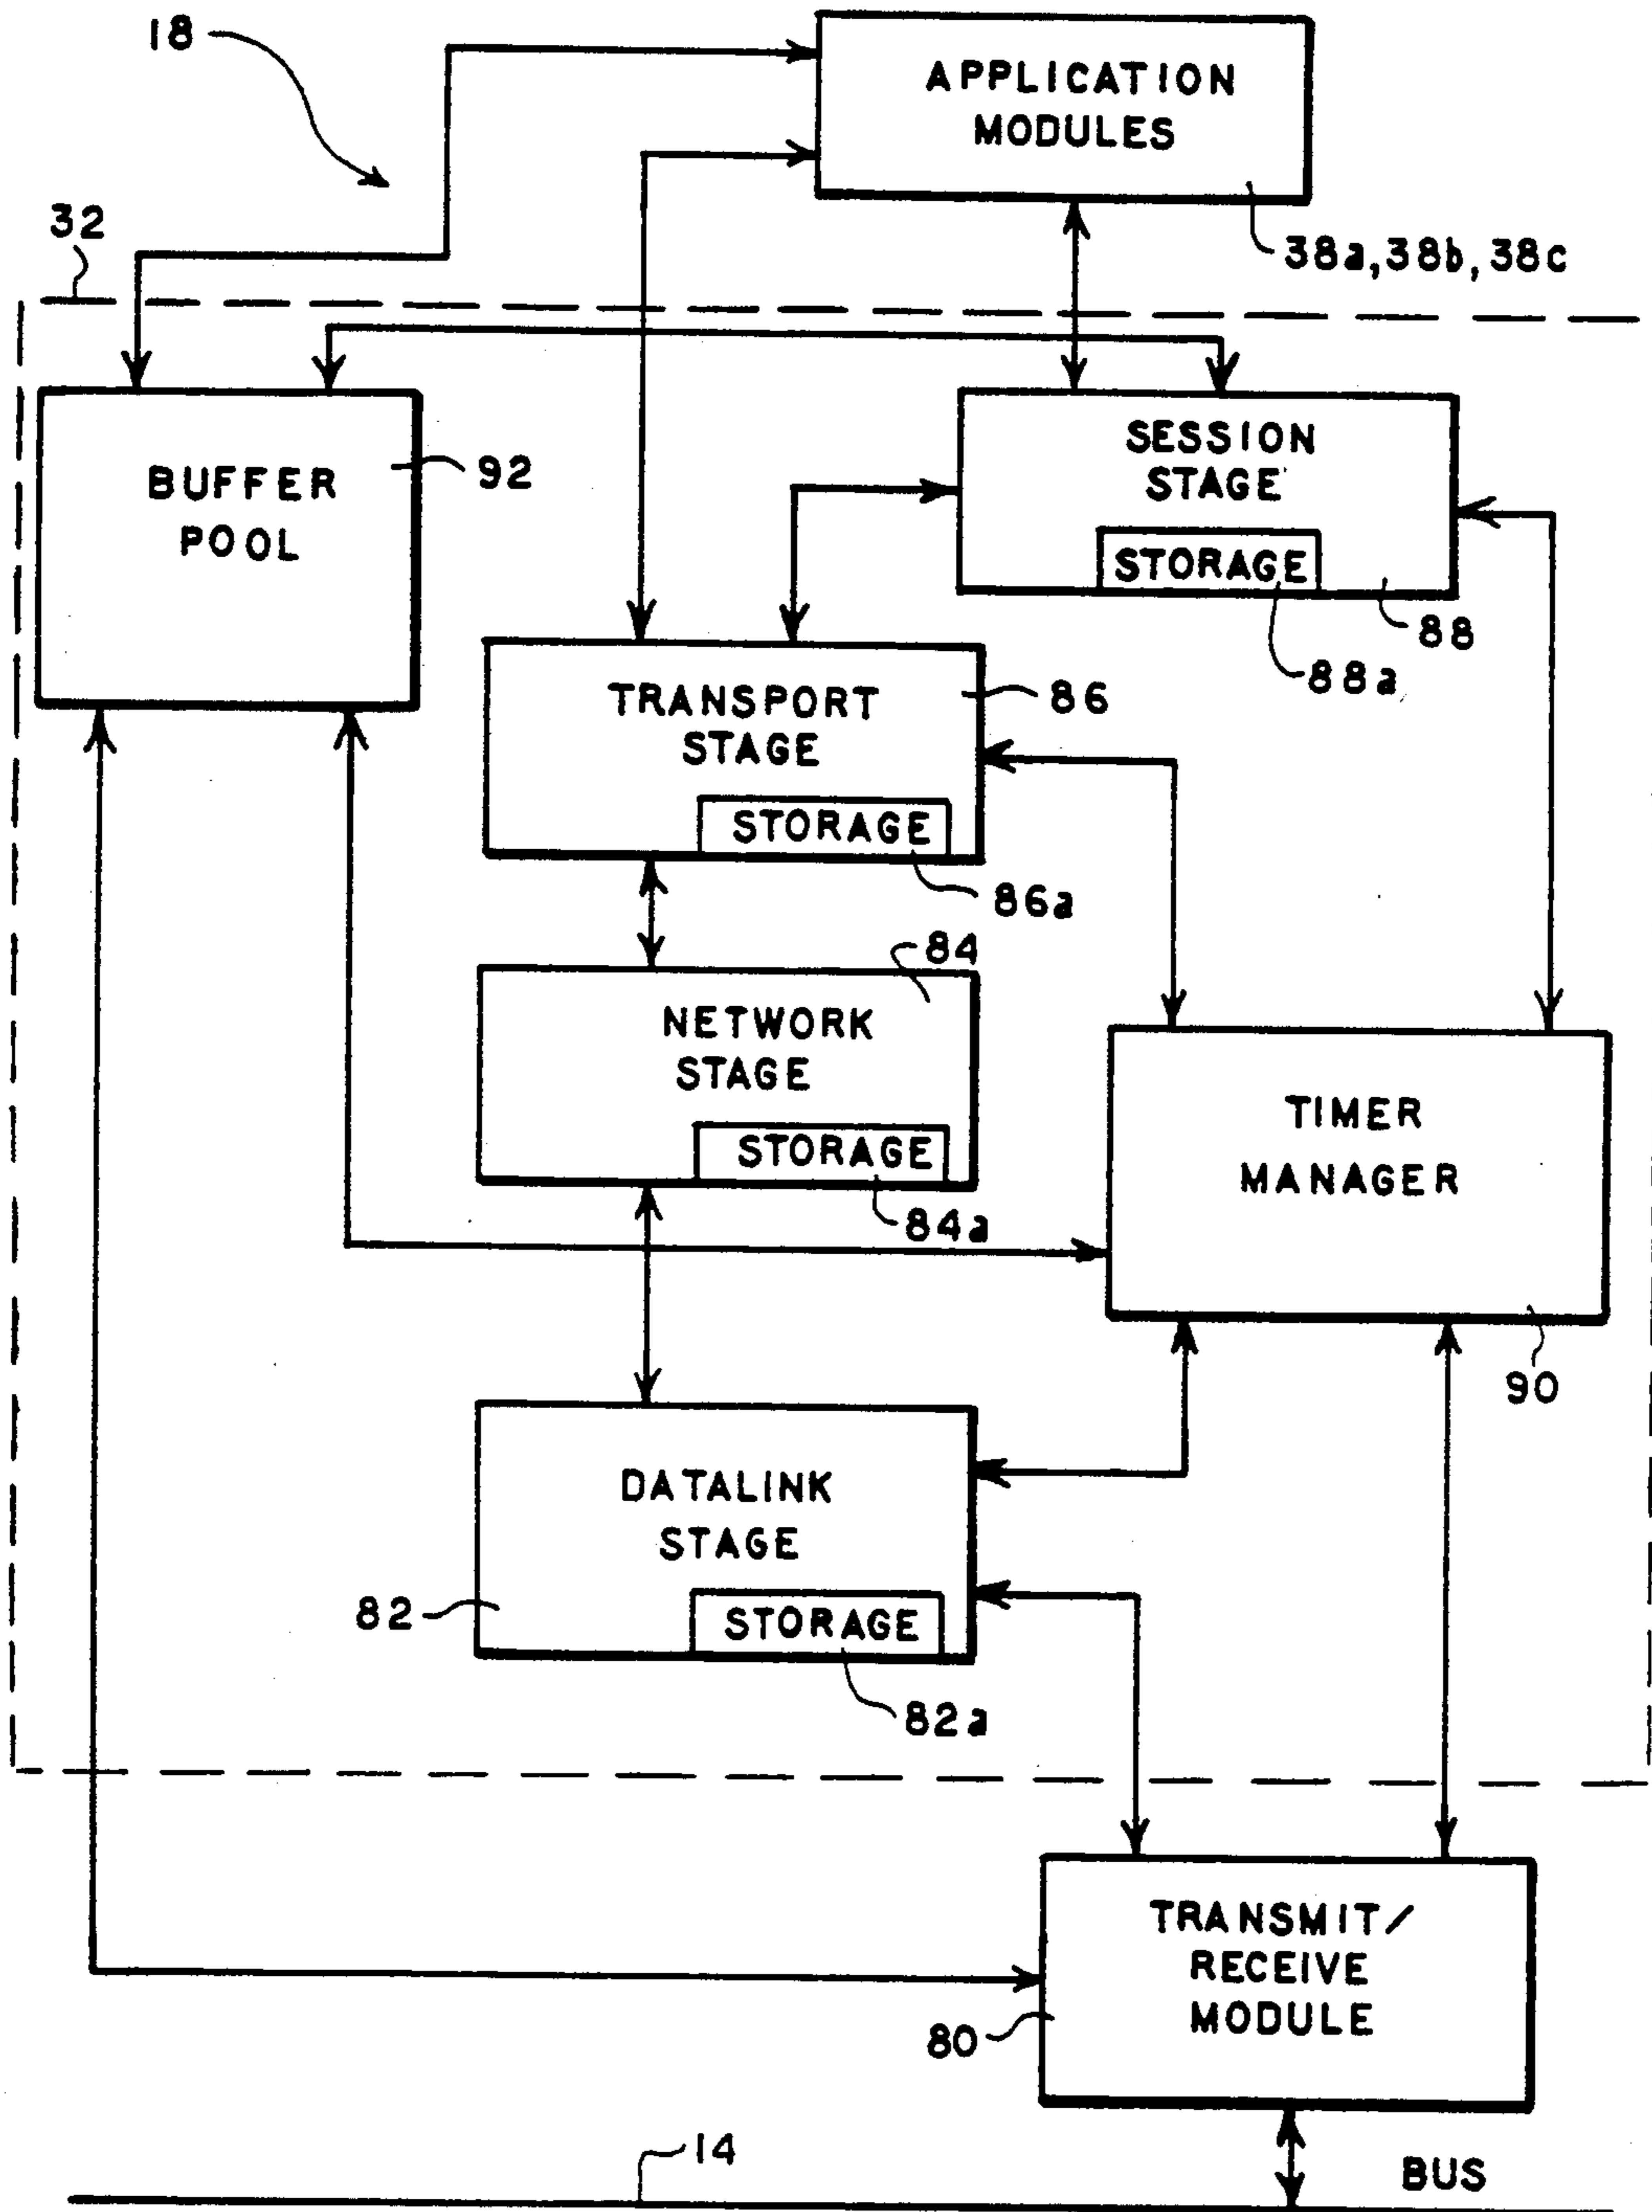 18
APPLICATION
MODULES
32
38a, 38b, 38c
BUFFER
POOL
92
SESSION
STAGE
STORAGE
88
88a
TRANSPORT
STAGE
86
STORAGE
86a
84
NETWORK
STAGE
STORAGE
84a
TIMER
MANAGER
90
DATALINK
STAGE
82
STORAGE
82a
TRANSMIT/
RECEIVE
MODULE
80
14
BUS